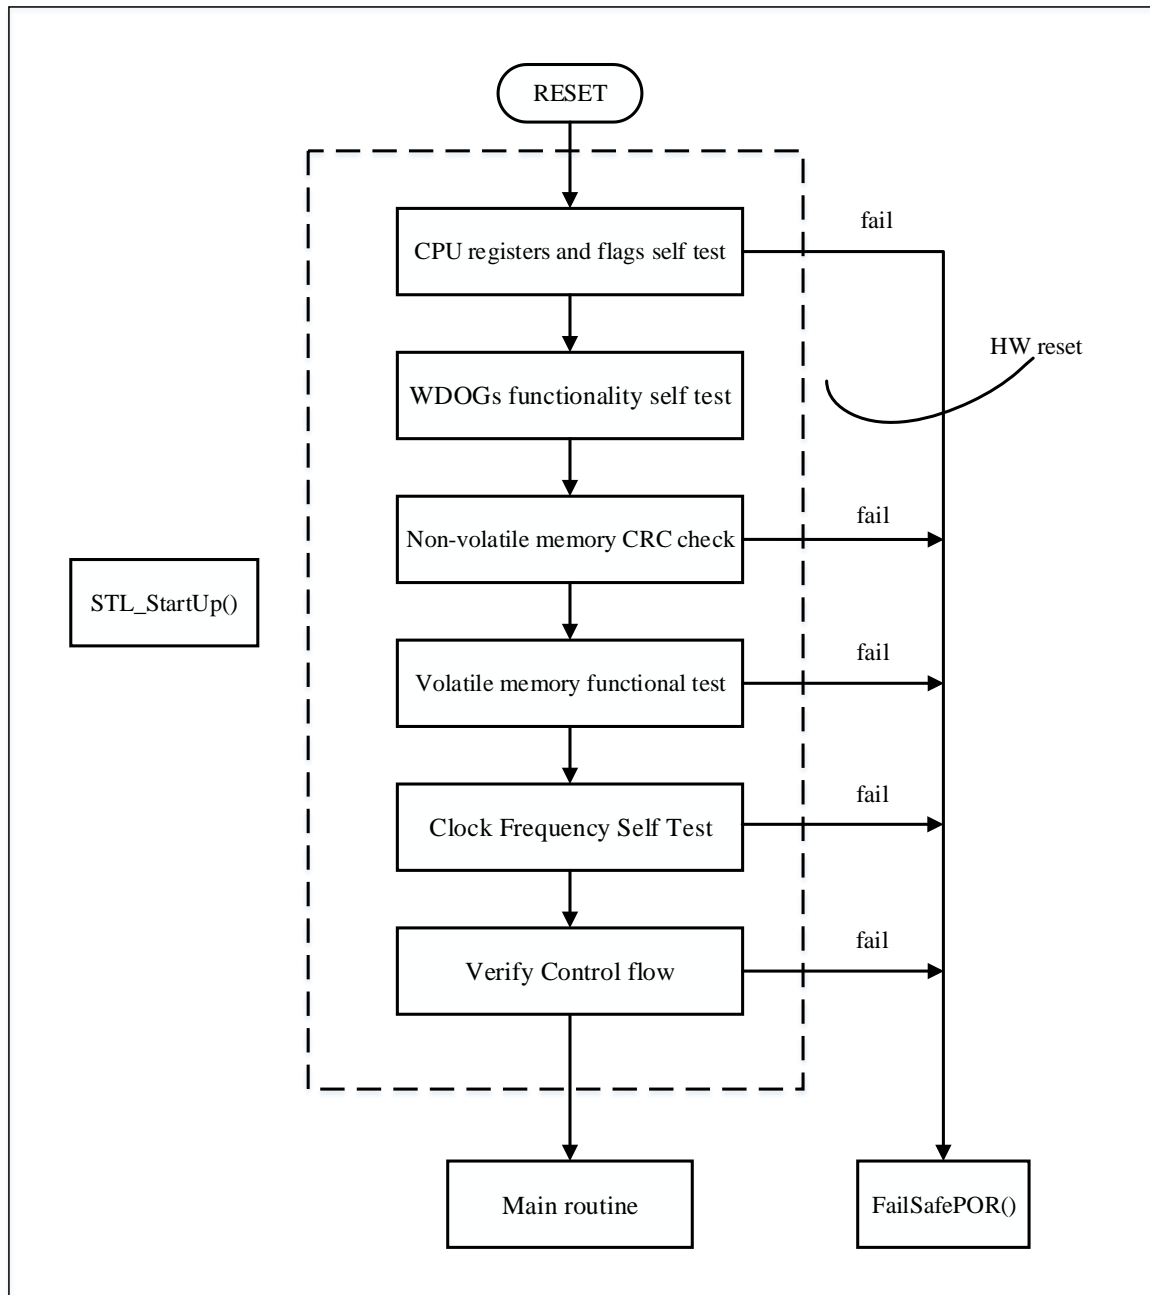 RESET
CPU registers and flags self test
fail
HW reset
WDOGs functionality self test
Non-volatile memory CRC check
fail
STL_StartUp()
Volatile memory functional test
fail
Clock Frequency Self Test
fail
Verify Control flow
fail
Main routine
FailSafePOR()